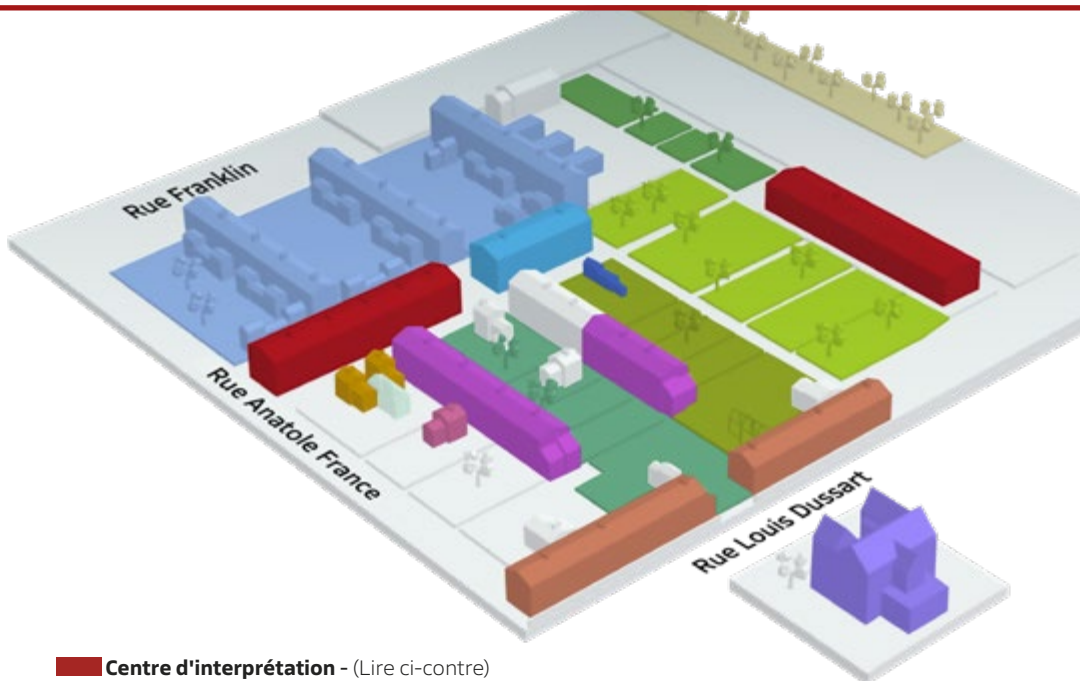 Rue Franklin
Rue Anatole France
Rue Louis Dussart
Centre d'interprétation - (Lire ci-contre)